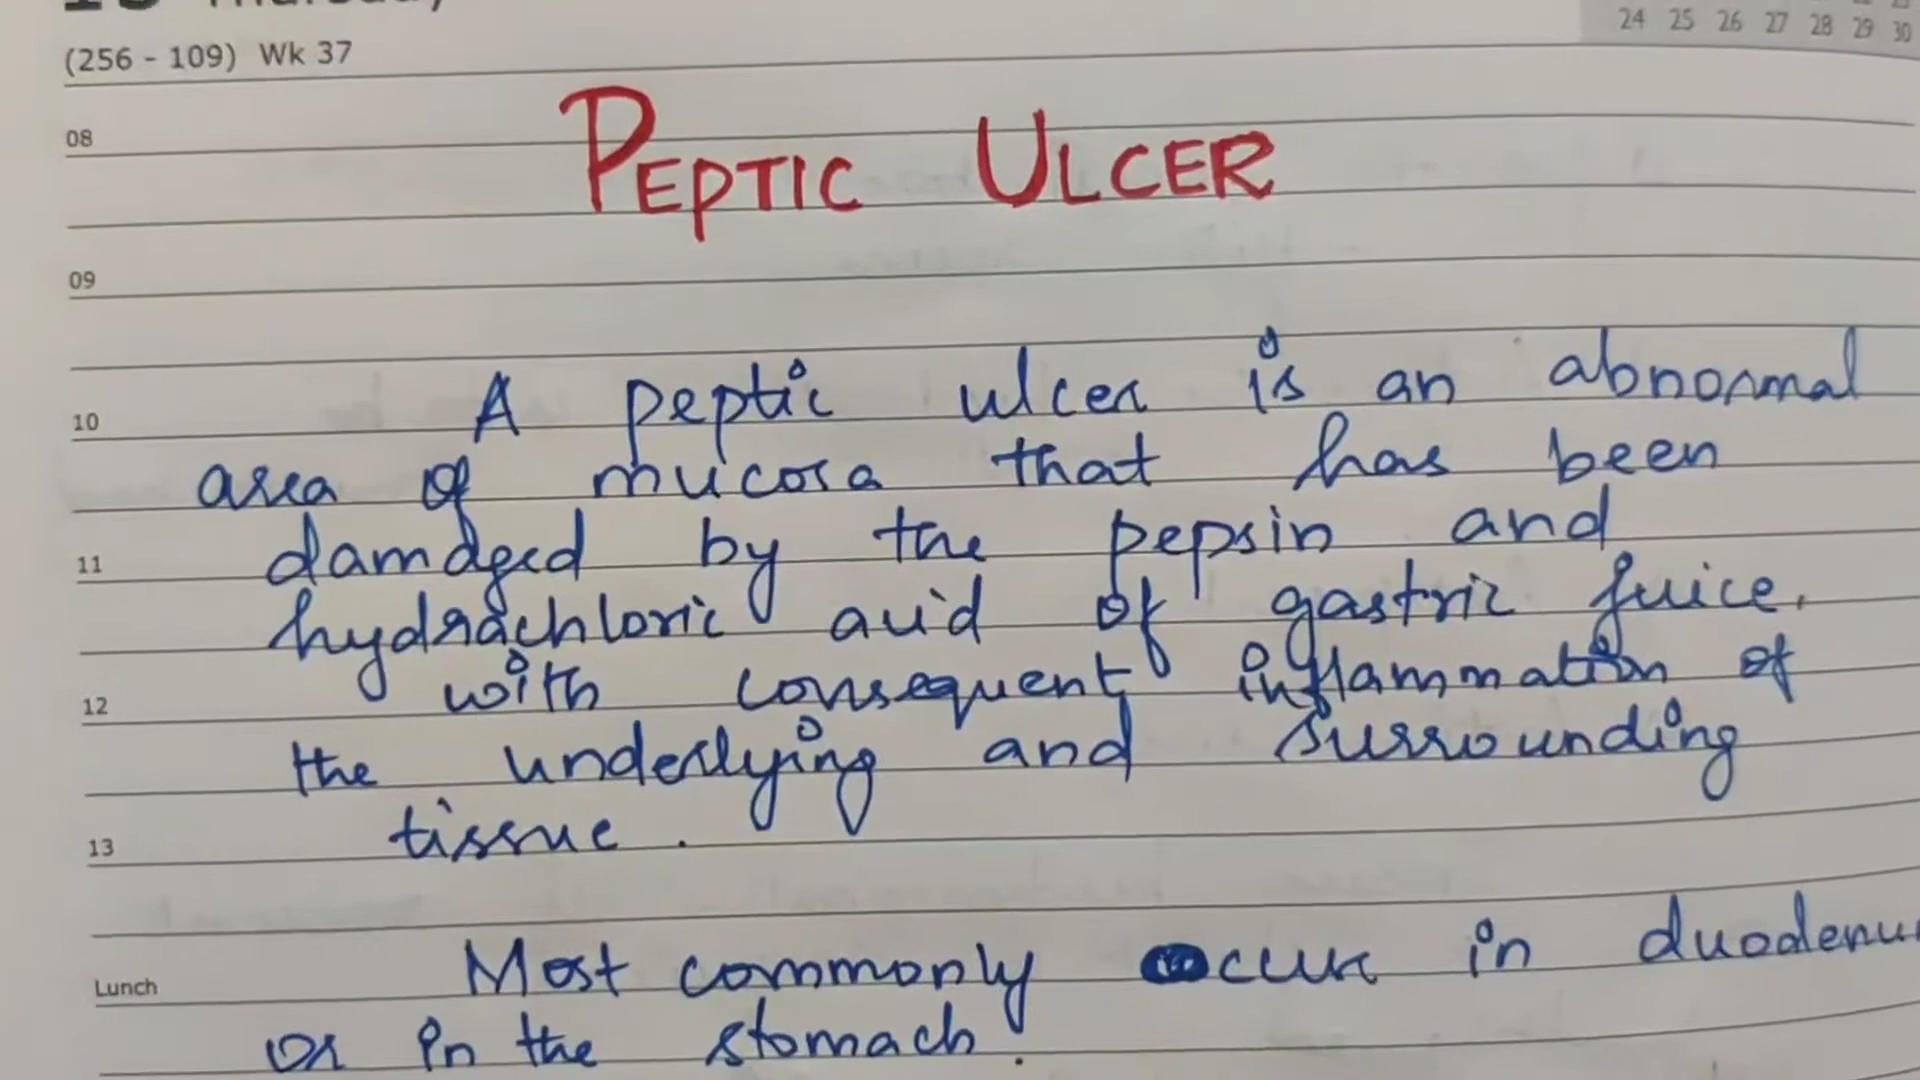 Thursday
(256 - 109) Wk 37
24 25 26 27 28 29 30
08
PEPTIC ULCER
09
A peptic ulcer is an abnormal
10
area of mucosa that has been
damaged by the pepsin and
11
hydrochloric acid of gastric juice,
with consequent inflammation of
12
the underlying and surrounding
tissue.
13
Most commonly occur in duodenu
Lunch
or in the stomach.